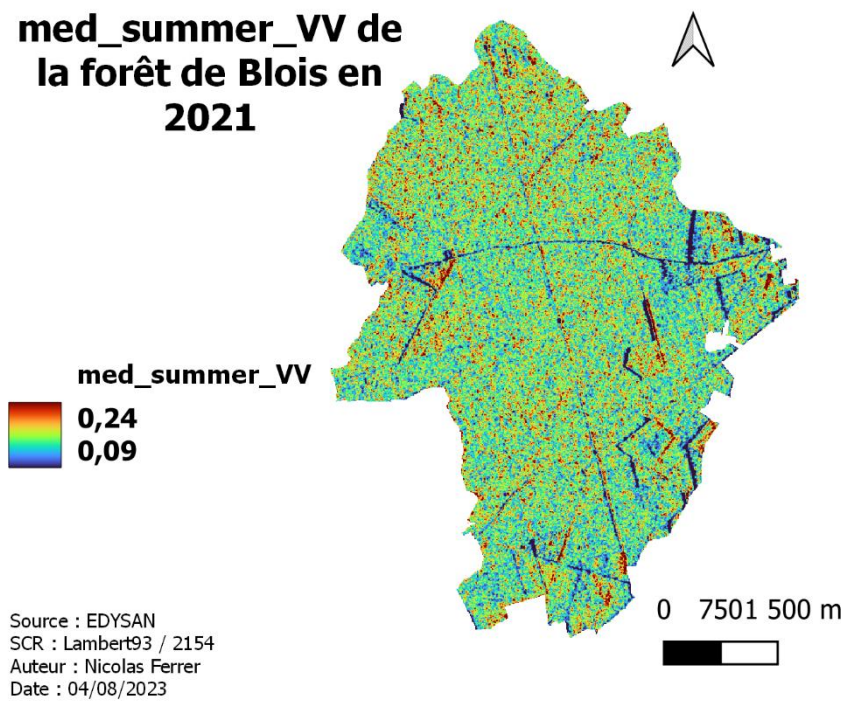 med_summer_VV de
la forêt de Blois en
2021
med_summer_VV
0,24
0,09
Source : EDYSAN
SCR : Lambert93 / 2154
Auteur : Nicolas Ferrer
Date : 04/08/2023
0 7501 500 m